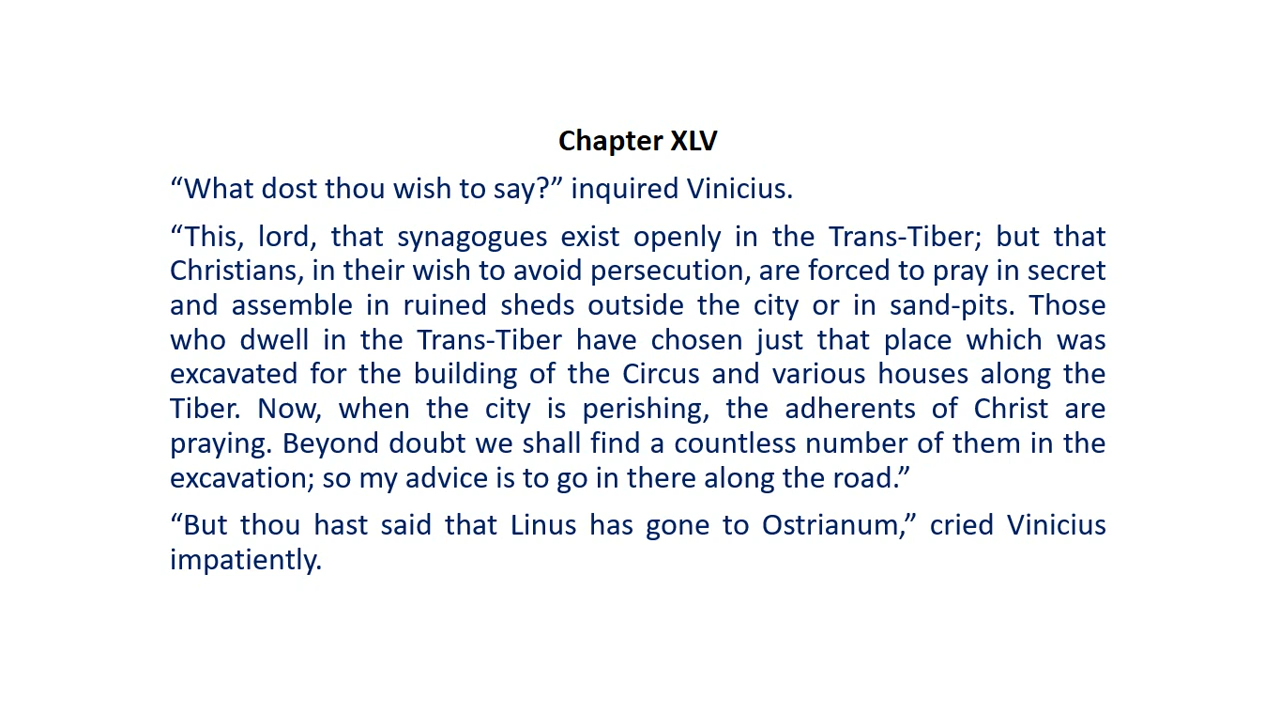 Chapter XLV
“What dost thou wish to say?” inquired Vinicius.
“This, lord, that synagogues exist openly in the Trans-Tiber; but that
Christians, in their wish to avoid persecution, are forced to pray in secret
and assemble in ruined sheds outside the city or in sand-pits. Those
who dwell in the Trans-Tiber have chosen just that place which was
excavated for the building of the Circus and various houses along the
Tiber. Now, when the city is perishing, the adherents of Christ are
praying. Beyond doubt we shall find a countless number of them in the
excavation; so my advice is to go in there along the road.”
“But thou hast said that Linus has gone to Ostrianum,” cried Vinicius
impatiently.